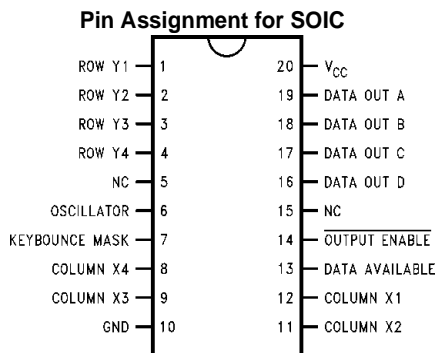 Pin Assignment for SOIC
ROW Y1 1 20 VCC
ROW Y2 2 19 DATA OUT A
ROW Y3 3 18 DATA OUT B
ROW Y4 4 17 DATA OUT C
NC 5 16 DATA OUT D
OSCILLATOR 6 15 NC
KEYBOUNCE MASK 7 14 OUTPUT ENABLE
COLUMN X4 8 13 DATA AVAILABLE
COLUMN X3 9 12 COLUMN X1
GND 10 11 COLUMN X2